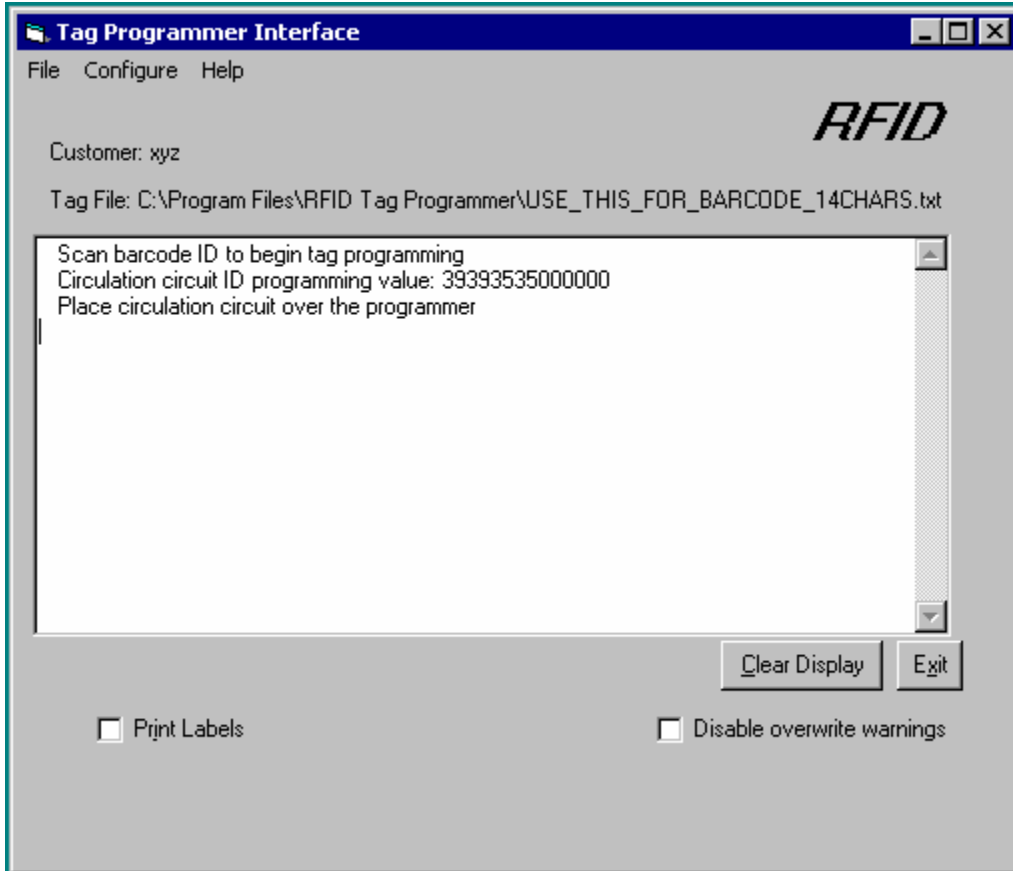 Tag Programmer Interface
File Configure Help
RFID
Customer: xyz
Tag File: C:\Program Files\RFID Tag Programmer\USE_THIS_FOR_BARCODE_14CHARS.txt
Scan barcode ID to begin tag programming
Circulation circuit ID programming value: 39393535000000
Place circulation circuit over the programmer
Clear Display Exit
Print Labels Disable overwrite warnings